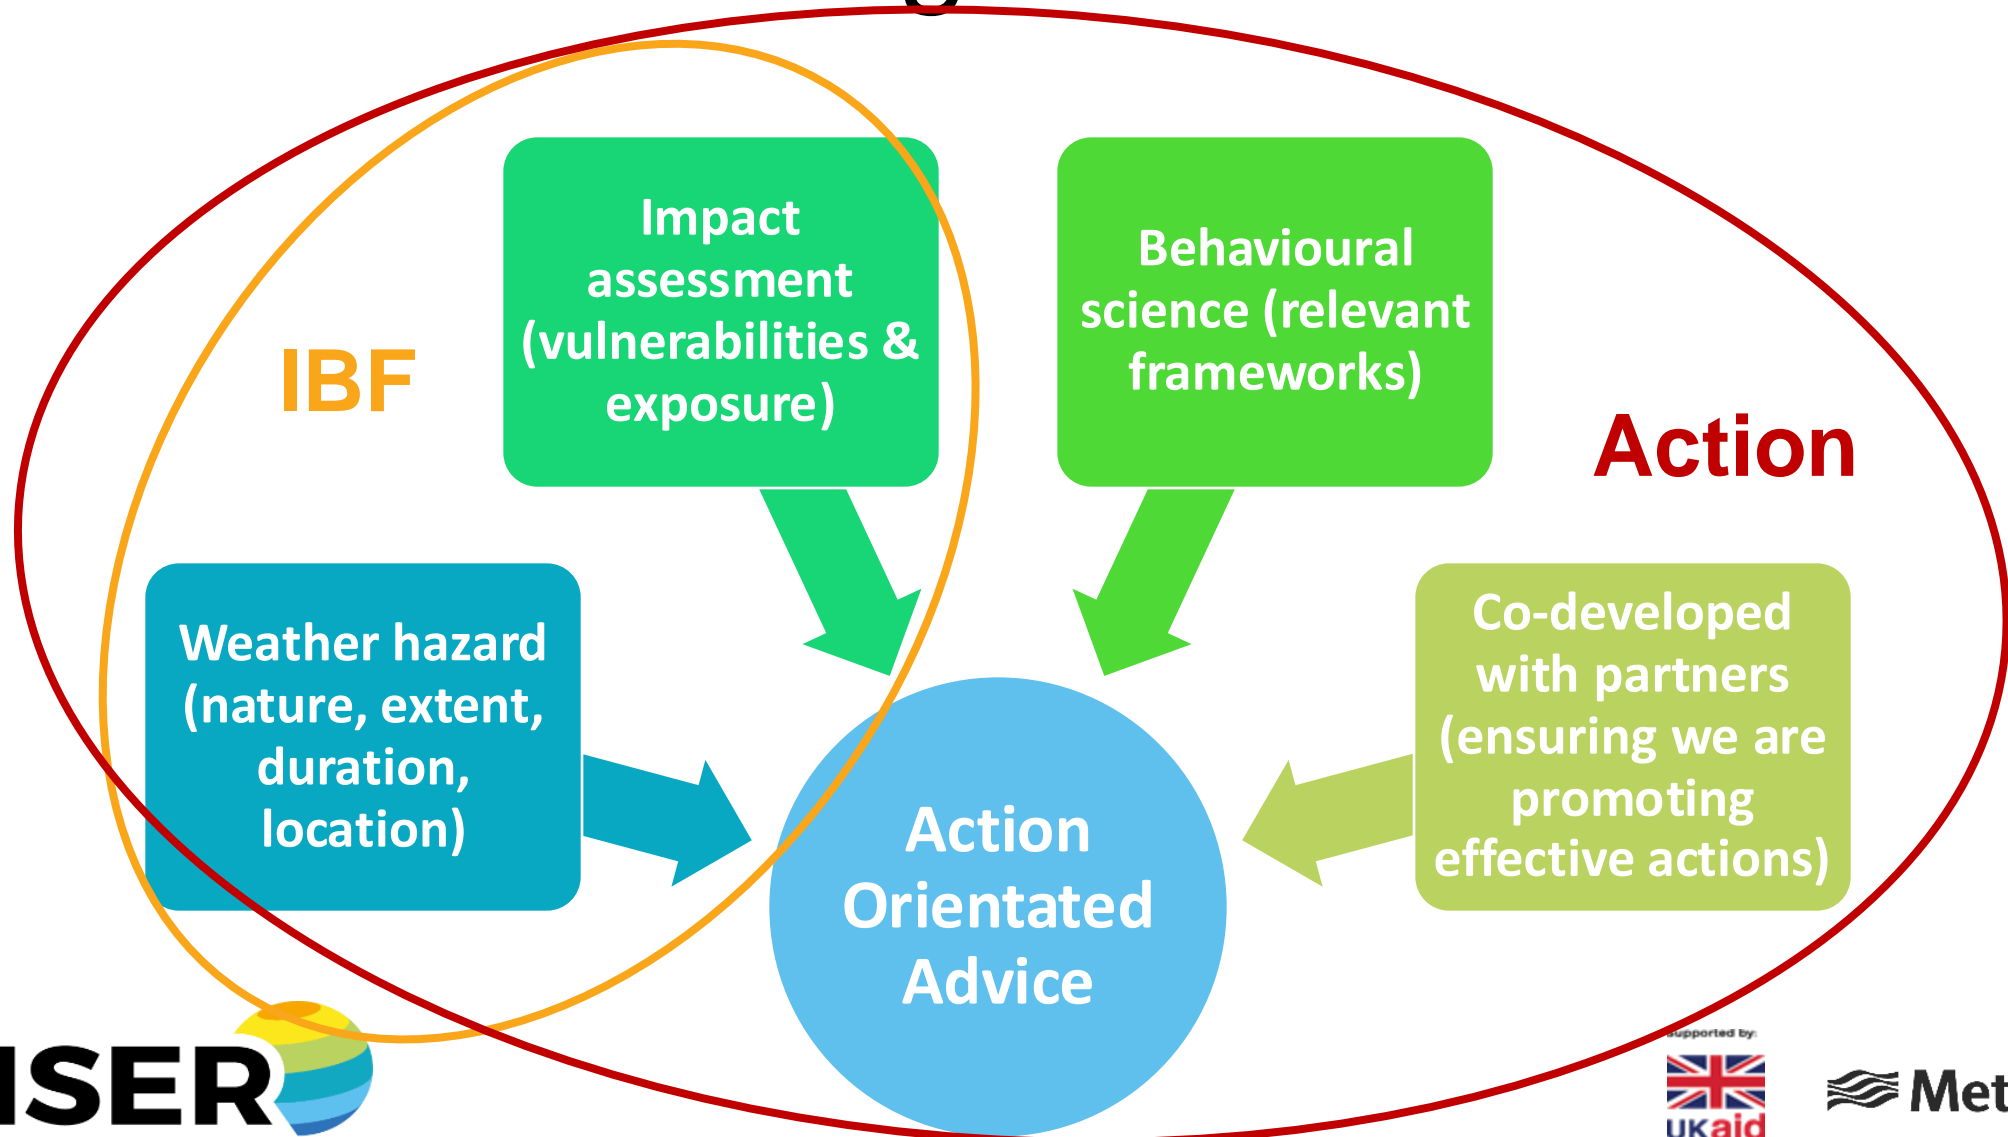 IBF
Impact
assessment
(vulnerabilities &
exposure)
Behavioural
science (relevant
frameworks)
Action
Weather hazard
(nature, extent,
duration,
location)
Co-developed
with partners
(ensuring we are
promoting
effective actions)
Action
Orientated
Advice
ISER
supported by:
UKaid
Met